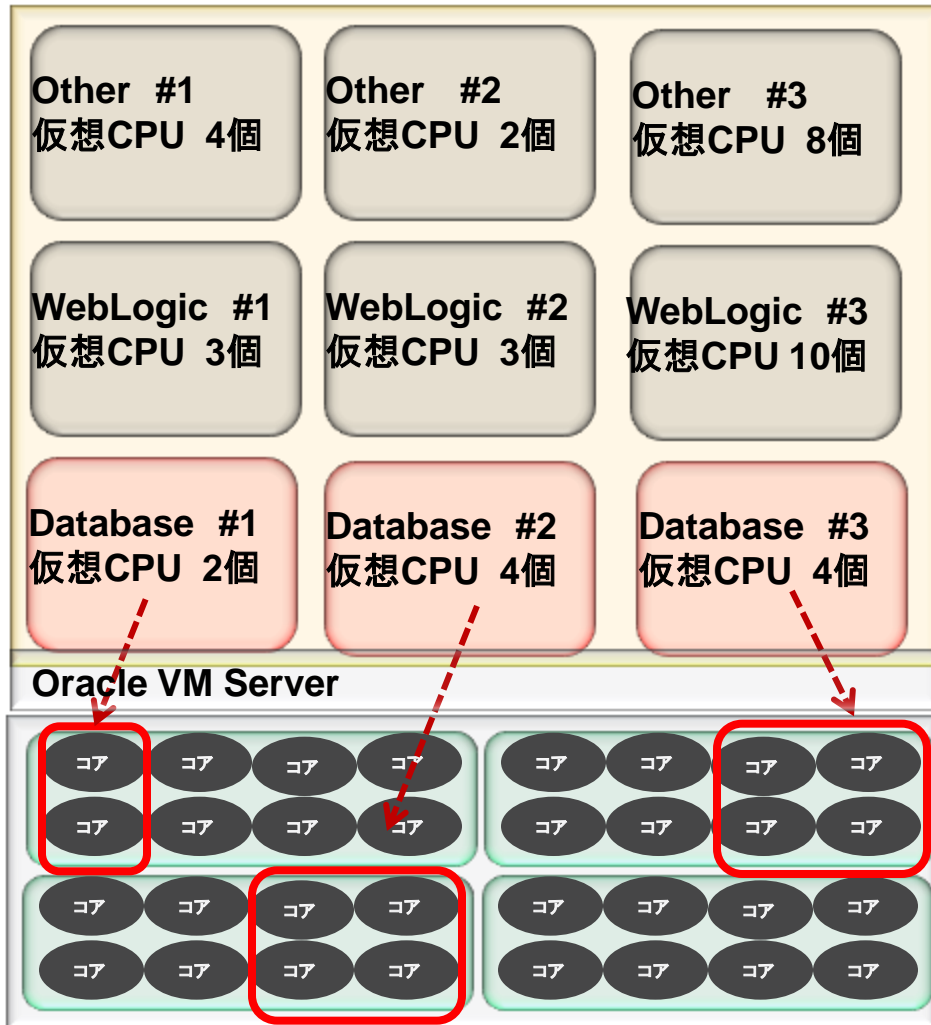 Other #1
仮想CPU 4個
Other #2
仮想CPU 2個
Other #3
仮想CPU 8個
WebLogic #1
仮想CPU 3個
WebLogic #2
仮想CPU 3個
WebLogic #3
仮想CPU 10個
Database #1
仮想CPU 2個
Database #2
仮想CPU 4個
Database #3
仮想CPU 4個
Oracle VM Server
コア コア コア コア コア コア コア コア
コア コア コア コア コア コア コア コア
コア コア コア コア コア コア コア コア
コア コア コア コア コア コア コア コア